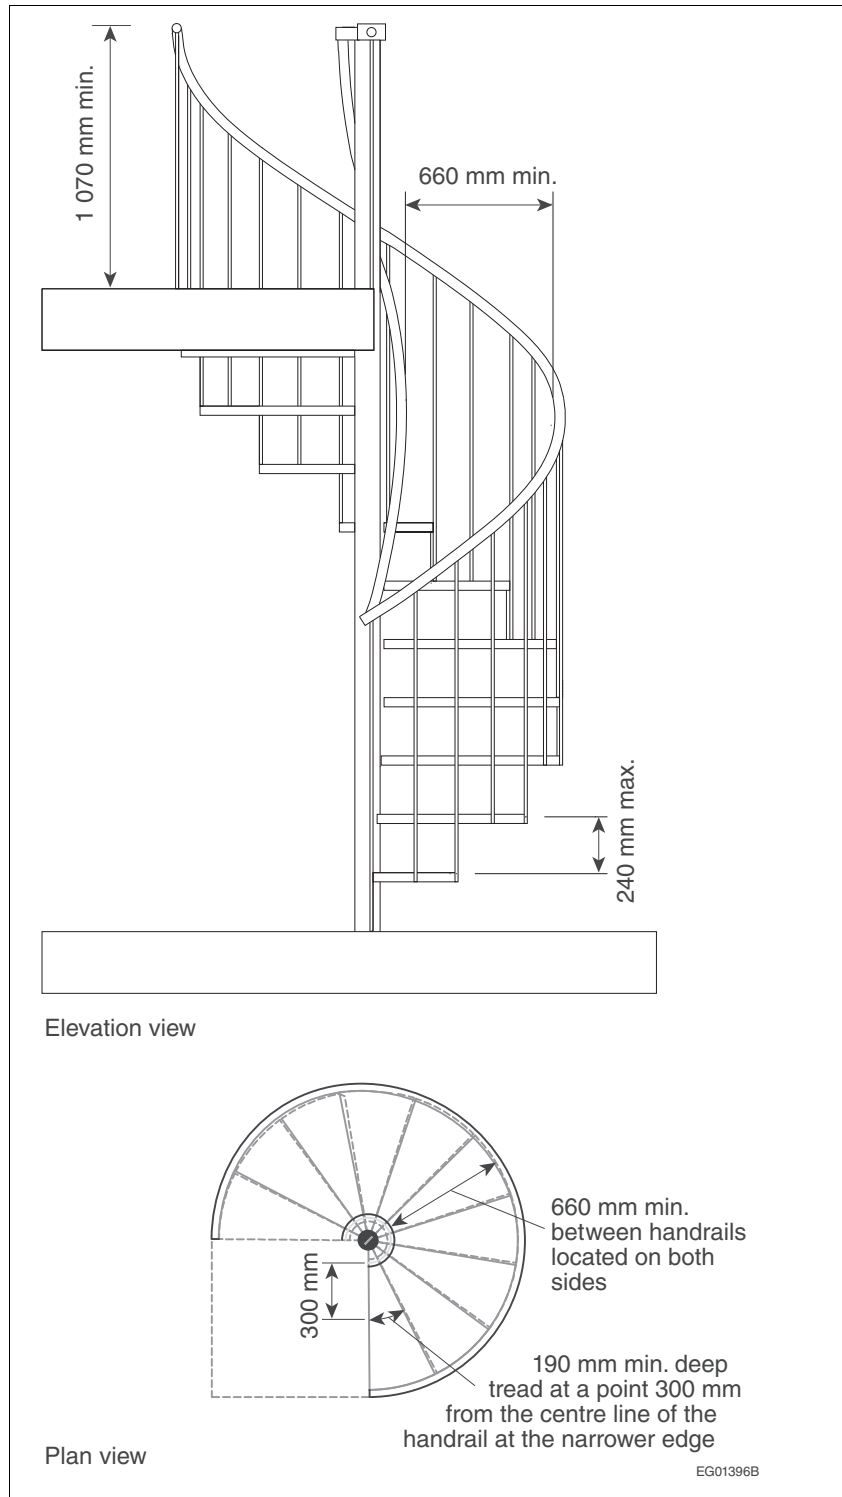 1 070 mm min.
660 mm min.
240 mm max.
Elevation view
660 mm min.
between handrails
located on both
sides
300 mm
190 mm min. deep
tread at a point 300 mm
from the centre line of the
handrail at the narrower edge
Plan view
EG01396B